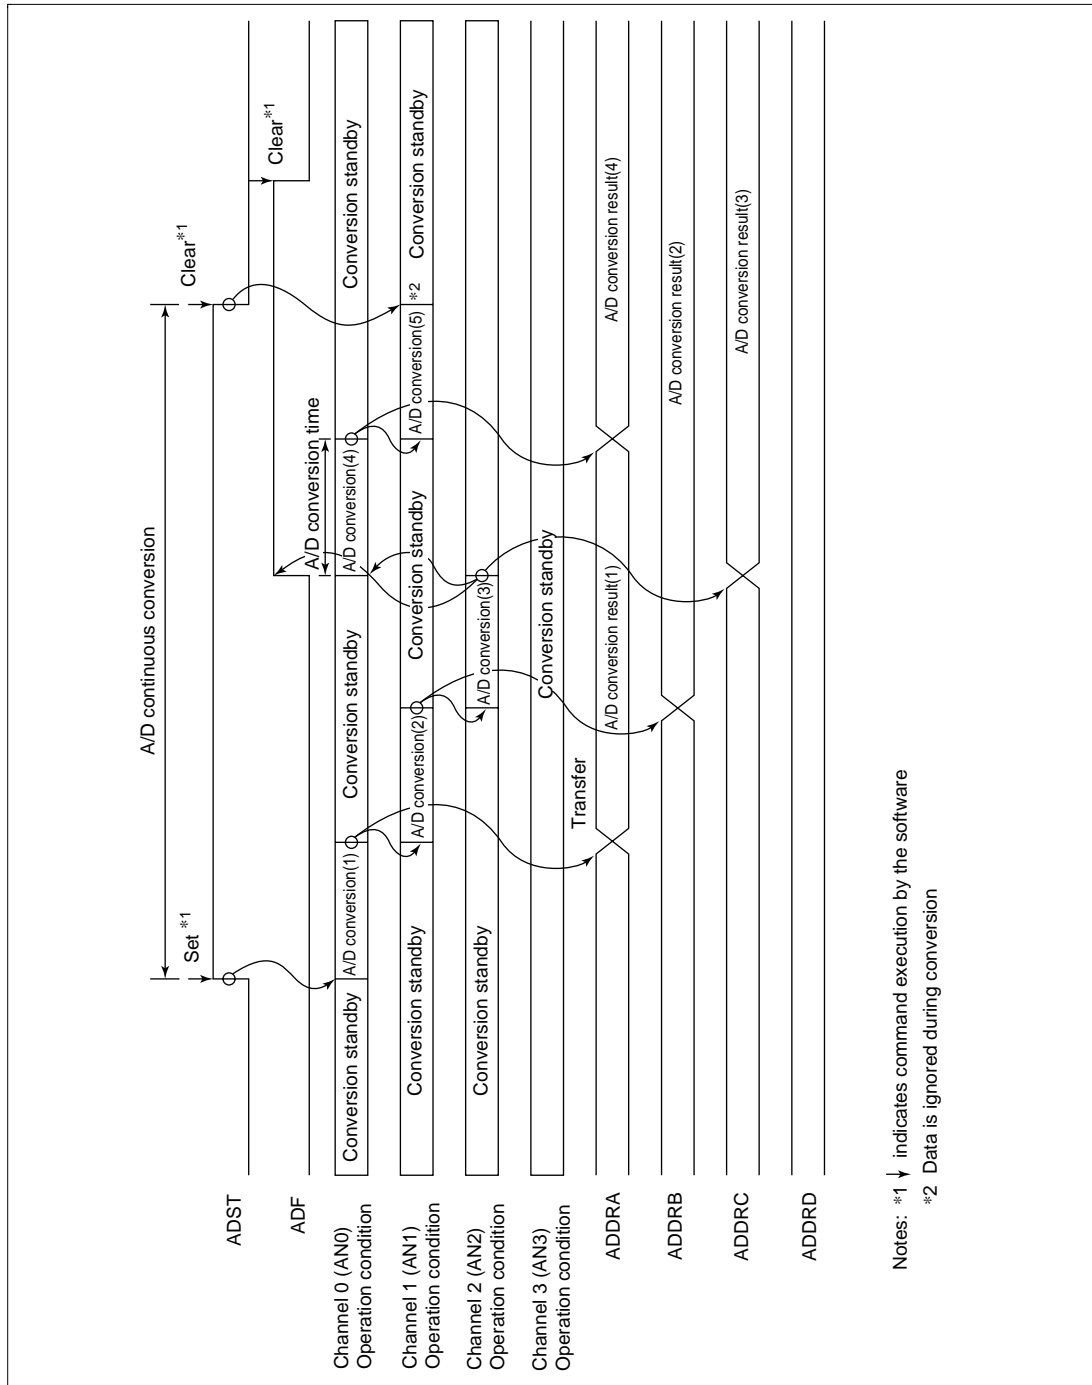 A/D continuous conversion
Set *1
Clear*1
Clear*1
ADST
ADF
A/D conversion time
Channel 0 (AN0)
Operation condition
Conversion standby
A/D conversion(1)
Conversion standby
A/D conversion(4)
Conversion standby
Channel 1 (AN1)
Operation condition
Conversion standby
A/D conversion(2)
Conversion standby
A/D conversion(5)
*2
Conversion standby
Channel 2 (AN2)
Operation condition
Conversion standby
A/D conversion(3)
Channel 3 (AN3)
Operation condition
Conversion standby
Transfer
ADDRA
A/D conversion result(1)
A/D conversion result(4)
ADDRB
A/D conversion result(2)
ADDRC
A/D conversion result(3)
ADDRD
Notes: *1 ↓ indicates command execution by the software
*2 Data is ignored during conversion